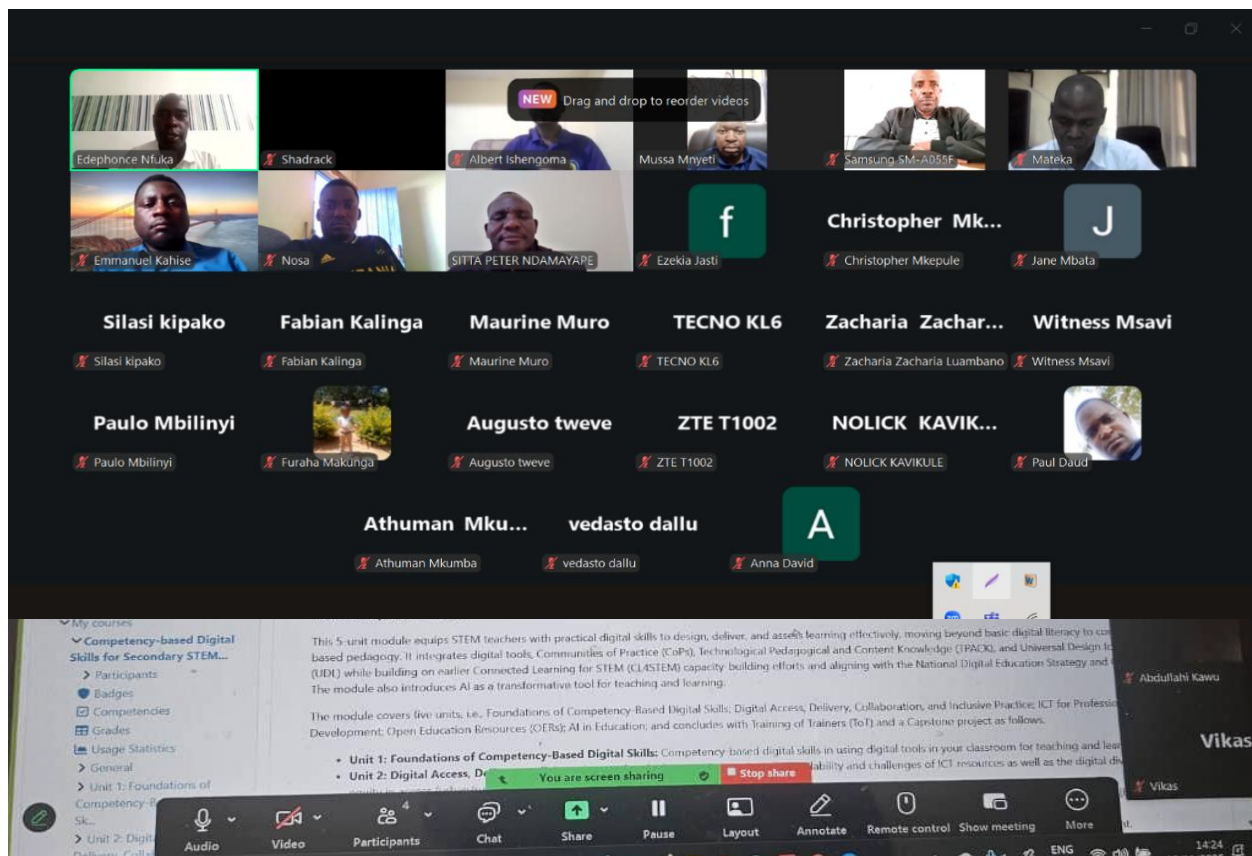 NEW Drag and drop to reorder videos
Edephonce Nfuka
Shadrack
Albert Ishengoma
Mussa Mnyeti
Samsung SM-A055F
Mateka
Emmanuel Kahise
Nosa
SITTA PETER NDAMAYAPE
f
Ezekia Jasti
Christopher Mk...
Christopher Mkepule
J
Jane Mbata
Silasi kipako
Silasi kipako
Fabian Kalinga
Fabian Kalinga
Maurine Muro
Maurine Muro
TECNO KL6
TECNO KL6
Zacharia Zachar...
Zacharia Zacharia Luambano
Witness Msavi
Witness Msavi
Paulo Mbilinyi
Paulo Mbilinyi
Furaha Makunga
Augusto tweve
Augusto tweve
ZTE T1002
ZTE T1002
NOLICK KAVIK...
NOLICK KAVIKULE
Paul Daud
Athuman Mku...
Athuman Mkumba
vedasto dallu
vedasto dallu
A
Anna David
My courses
Competency-based Digital
Skills for Secondary STEM...
Participants
Badges
Competencies
Grades
Usage Statistics
General
Unit 1: Foundations of
Competency-B
Sk...
Unit 2: Digit
This 5-unit module equips STEM teachers with practical digital skills to design, deliver, and assess learning effectively, moving beyond basic digital literacy to
based pedagogy. It integrates digital tools, Communities of Practice (CoPs), Technological Pedagogical and Content Knowledge (TPACK), and Universal Design
(UDL) while building on earlier Connected Learning for STEM (CL4STEM) capacity building efforts and aligning with the National Digital Education Strategy and
The module also introduces AI as a transformative tool for teaching and learning.
The module covers five units, i.e., Foundations of Competency-Based Digital Skills; Digital Access, Delivery, Collaboration, and Inclusive Practice; ICT for
Development; Open Education Resources (OERs); AI in Education; and concludes with Training of Trainers (ToT) and a Capstone project as follows.
Unit 1: Foundations of Competency-Based Digital Skills: Competency-based digital skills in using digital tools in your classroom for teaching and
Unit 2: Digital Access, De lability and challenges of ICT resources as well as the digital
You are screen sharing
Stop share
Abdullahi Kawu
Vikas
Vikas
Audio
Video
4
Participants
Chat
Share
Pause
Layout
Annotate
Remote control
Show meeting
More
ENG
14:24